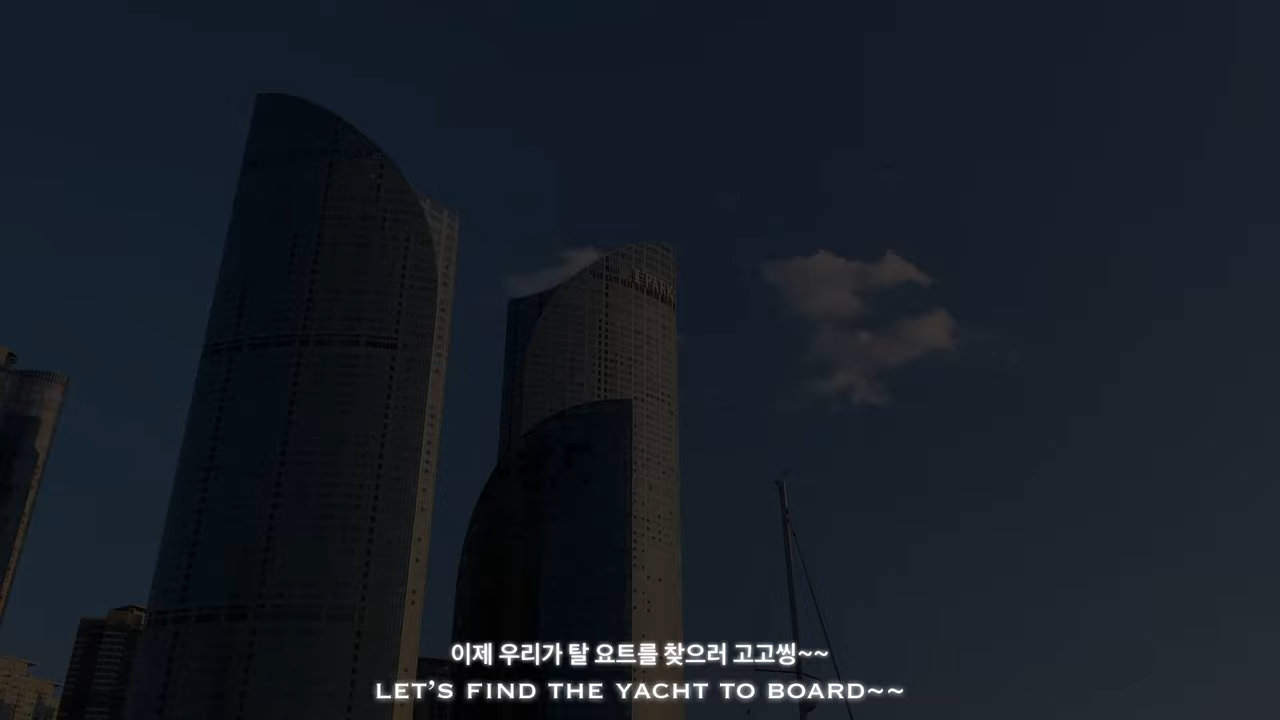 이제 우리가 탈 요트를 찾으러 고고씽~~
LET'S FIND THE YACHT TO BOARD~~